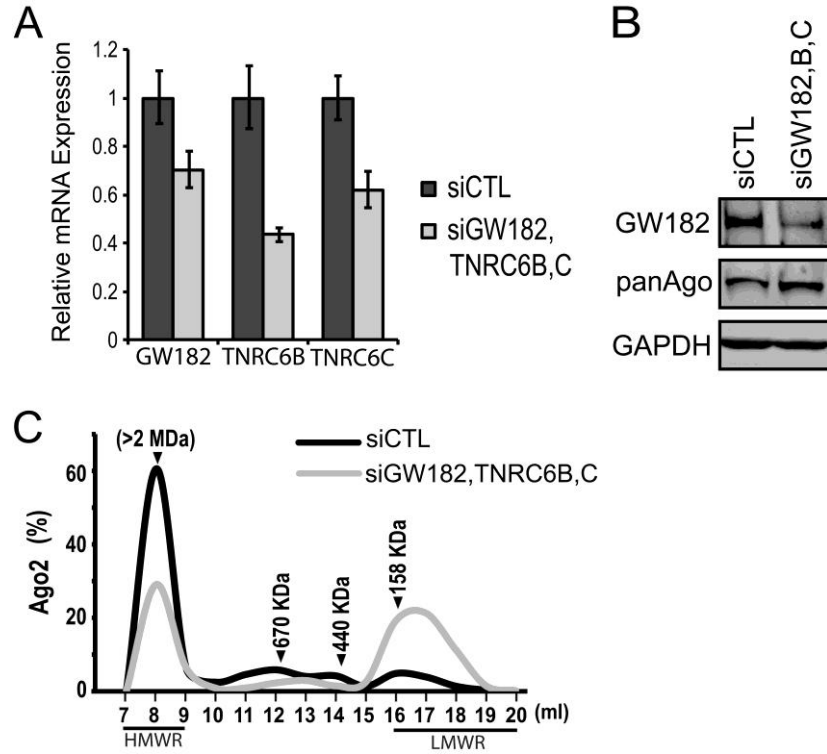 A
Relative mRNA Expression
1.2
1
0.8
0.6
0.4
0.2
0
GW182 TNRC6B TNRC6C
siCTL
siGW182,
TNRC6B,C
B
siCTL
siGW182,B,C
GW182
panAgo
GAPDH
C
(>2 MDa)
siCTL
siGW182,TNRC6B,C
Ago2 (%)
60
40
20
0
670 KDa
440 KDa
158 KDa
7 8 9 10 11 12 13 14 15 16 17 18 19 20 (ml)
HMWR LMWR